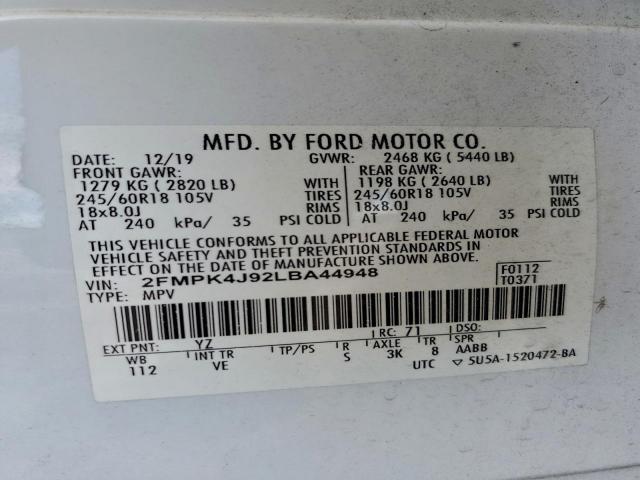 MFD. BY FORD MOTOR CO.
DATE: 12/19 GVWR: 2468 KG ( 5440 LB)
FRONT GAWR: REAR GAWR:
1279 KG ( 2820 LB) WITH 1198 KG ( 2640 LB) WITH
245/60R18 105V TIRES 245/60R18 105V TIRES
18x8.0J RIMS 18x8.0J RIMS
AT 240 kPa/ 35 PSI COLD AT 240 kPa/ 35 PSI COLD
THIS VEHICLE CONFORMS TO ALL APPLICABLE FEDERAL MOTOR
VEHICLE SAFETY AND THEFT PREVENTION STANDARDS IN
EFFECT ON THE DATE OF MANUFACTURE SHOWN ABOVE.
VIN: 2FMPK4J92LBA44948 F0112
TYPE: MPV T0371
EXT PNT: YZ RC: 71 DSO:
WB INT TR TP/PS R AXLE TR SPR
112 VE S 3K 8 AABB
UTC ▽ 5U5A-1520472-BA